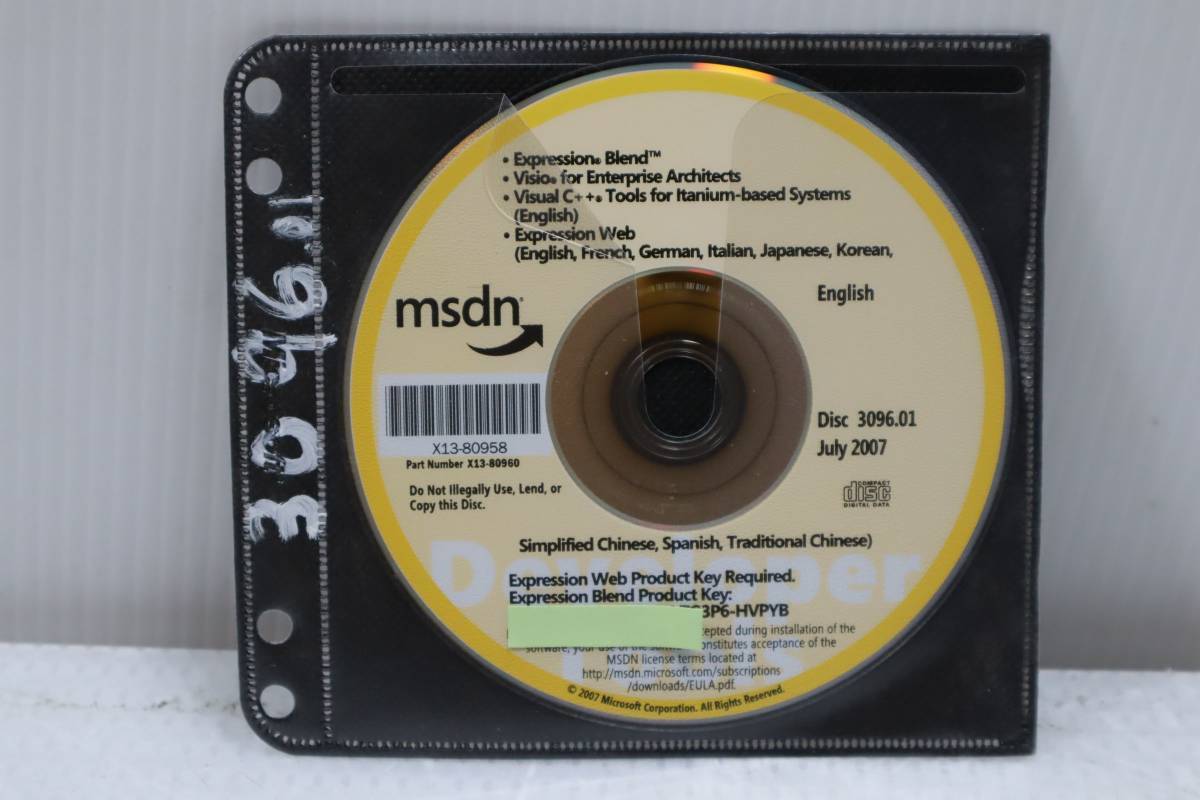 • Expression® Blend™
• Visio® for Enterprise Architects
• Visual C++® Tools for Itanium-based Systems
(English)
• Expression Web
(English, French, German, Italian, Japanese, Korean,
msdn®
English
X13-80958
Part Number X13-80960
Disc 3096.01
July 2007
Do Not Illegally Use, Lend, or
Copy this Disc.
COMPACT
disc
DIGITAL DATA
Simplified Chinese, Spanish, Traditional Chinese)
Developer
Expression Web Product Key Required.
Expression Blend Product Key:
3P6-HVPYB
cepted during installation of the
software, your use of the constitutes acceptance of the
MSDN license terms located at
http://msdn.microsoft.com/subscriptions
/downloads/EULA.pdf.
© 2007 Microsoft Corporation. All Rights Reserved.
3096.01